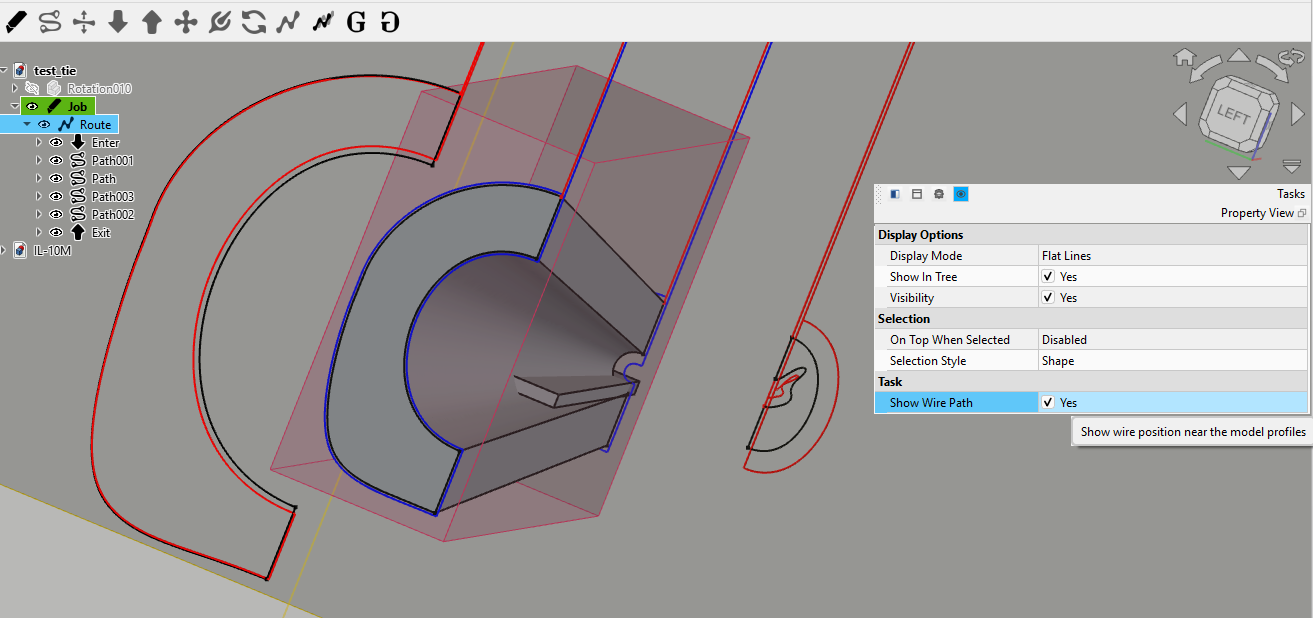 G G
test_tie
Rotation010
Job
Route
Enter
Path001
Path
Path003
Path002
Exit
IL-10M
LEFT
Tasks
Property View
Display Options
Display Mode Flat Lines
Show In Tree Yes
Visibility Yes
Selection
On Top When Selected Disabled
Selection Style Shape
Task
Show Wire Path Yes
Show wire position near the model profiles